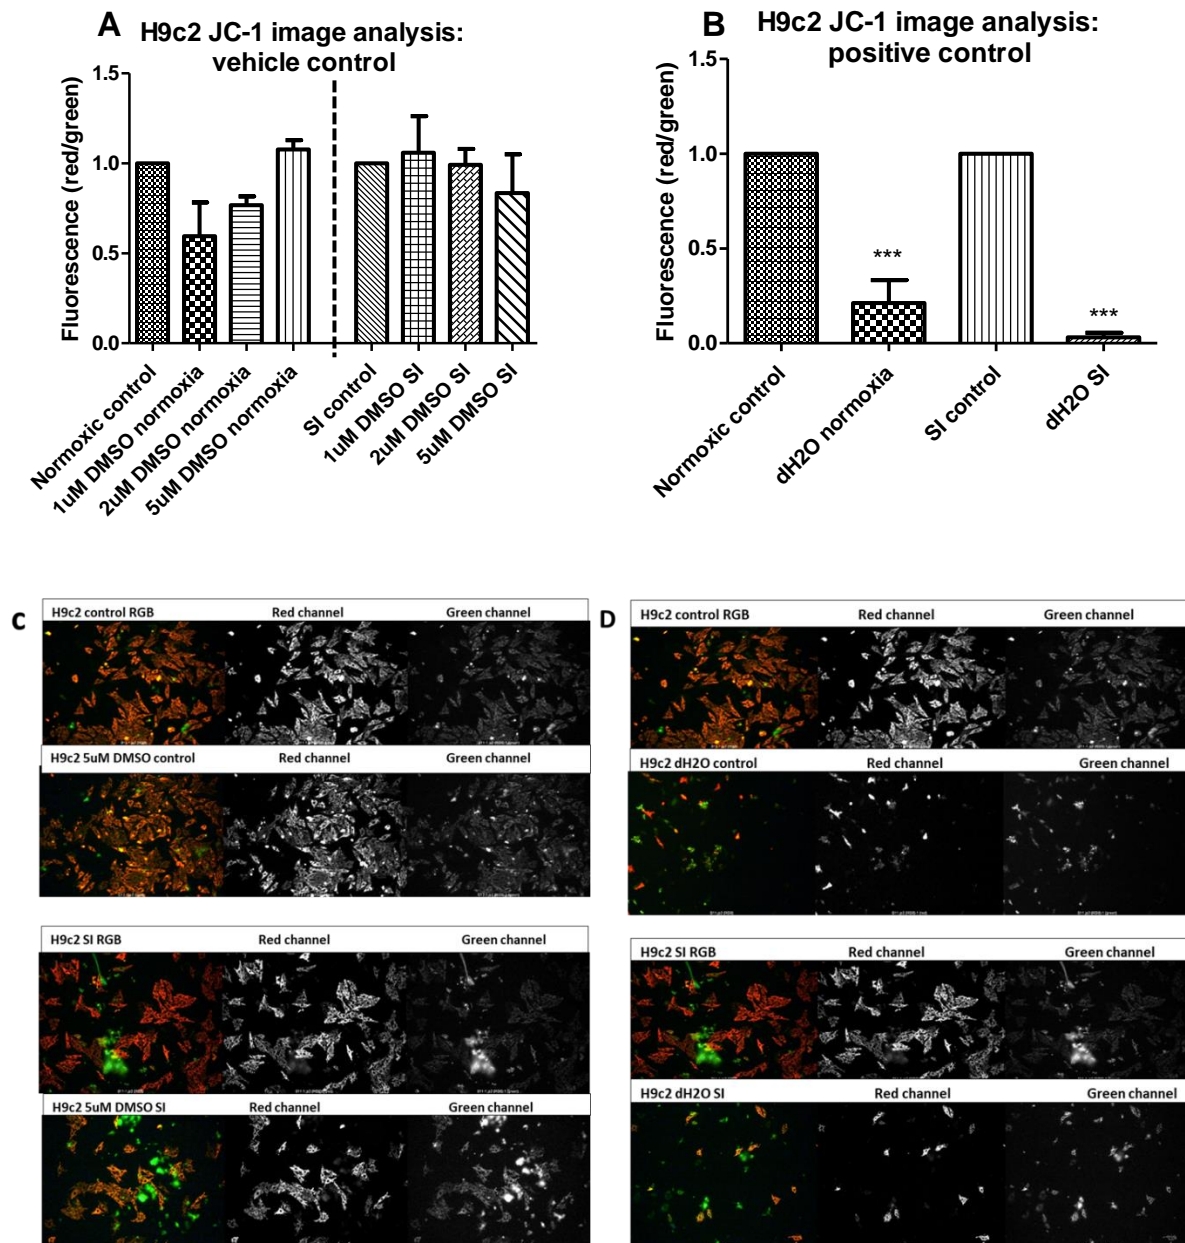 A
H9c2 JC-1 image analysis:
vehicle control
Fluorescence (red/green)
1.5
1.0
0.5
0.0
Normoxic control
1uM DMSO normoxia
2uM DMSO normoxia
5uM DMSO normoxia
SI control
1uM DMSO SI
2uM DMSO SI
5uM DMSO SI
B
H9c2 JC-1 image analysis:
positive control
Fluorescence (red/green)
1.5
1.0
0.5
0.0
***
***
Normoxic control
dH2O normoxia
SI control
dH2O SI
C
H9c2 control RGB Red channel Green channel
H9c2 5uM DMSO control Red channel Green channel
H9c2 SI RGB Red channel Green channel
H9c2 5uM DMSO SI Red channel Green channel
D
H9c2 control RGB Red channel Green channel
H9c2 dH2O control Red channel Green channel
H9c2 SI RGB Red channel Green channel
H9c2 dH2O SI Red channel Green channel